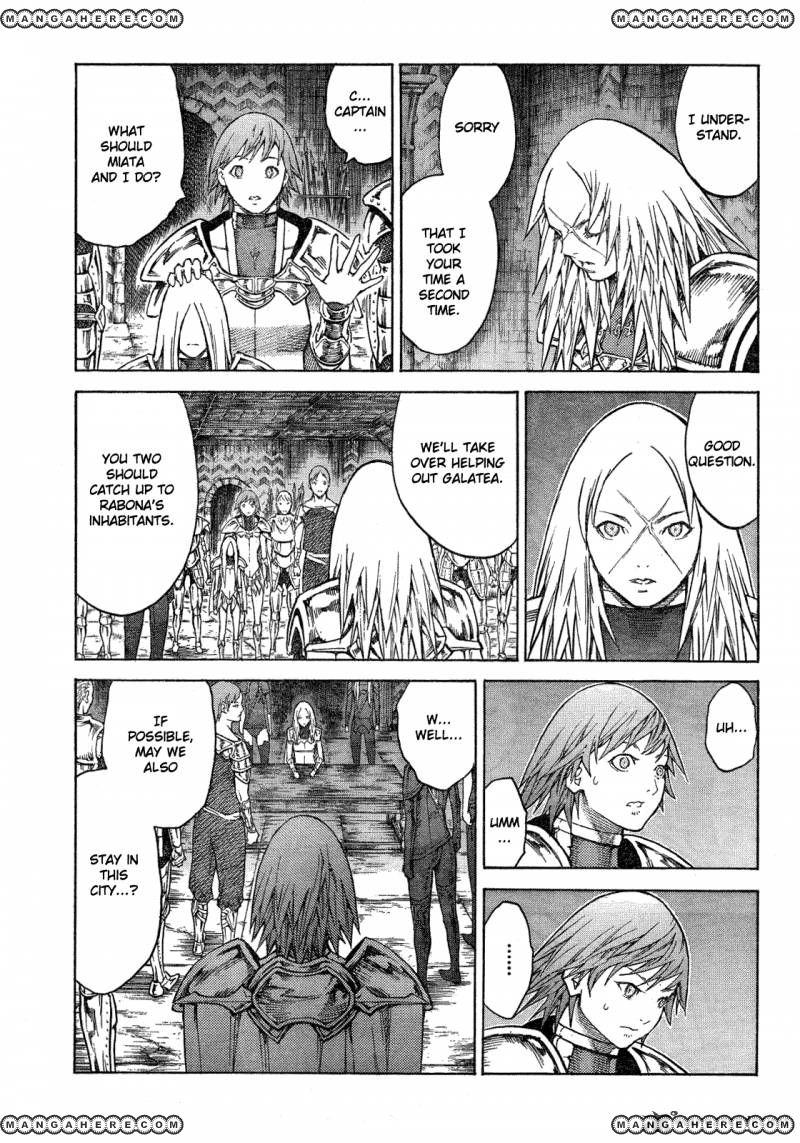 MANGAHERE.COM
MANGAHERE.COM
I UNDER-
STAND.
SORRY
THAT I
TOOK
YOUR
TIME A
SECOND
TIME.
C...
CAPTAIN
...
WHAT
SHOULD
MIATA
AND I DO?
GOOD
QUESTION.
WE'LL TAKE
OVER HELPING
OUT GALATEA.
YOU TWO
SHOULD
CATCH UP TO
RABONA'S
INHABITANTS.
UH...
UMM
...
.......
W...
WELL...
IF
POSSIBLE,
MAY WE
ALSO
STAY IN
THIS
CITY...?
MANGAHERE.COM
MANGAHERE.COM